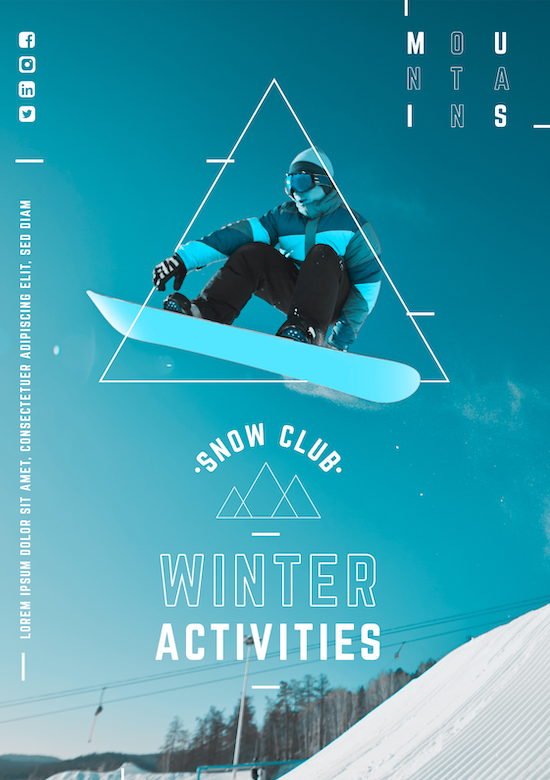 M O U
N T A
I N S
LOREM IPSUM DOLOR SIT AMET, CONSECTETUER ADIPISCING ELIT, SED DIAM
·SNOW CLUB·
WINTER
ACTIVITIES